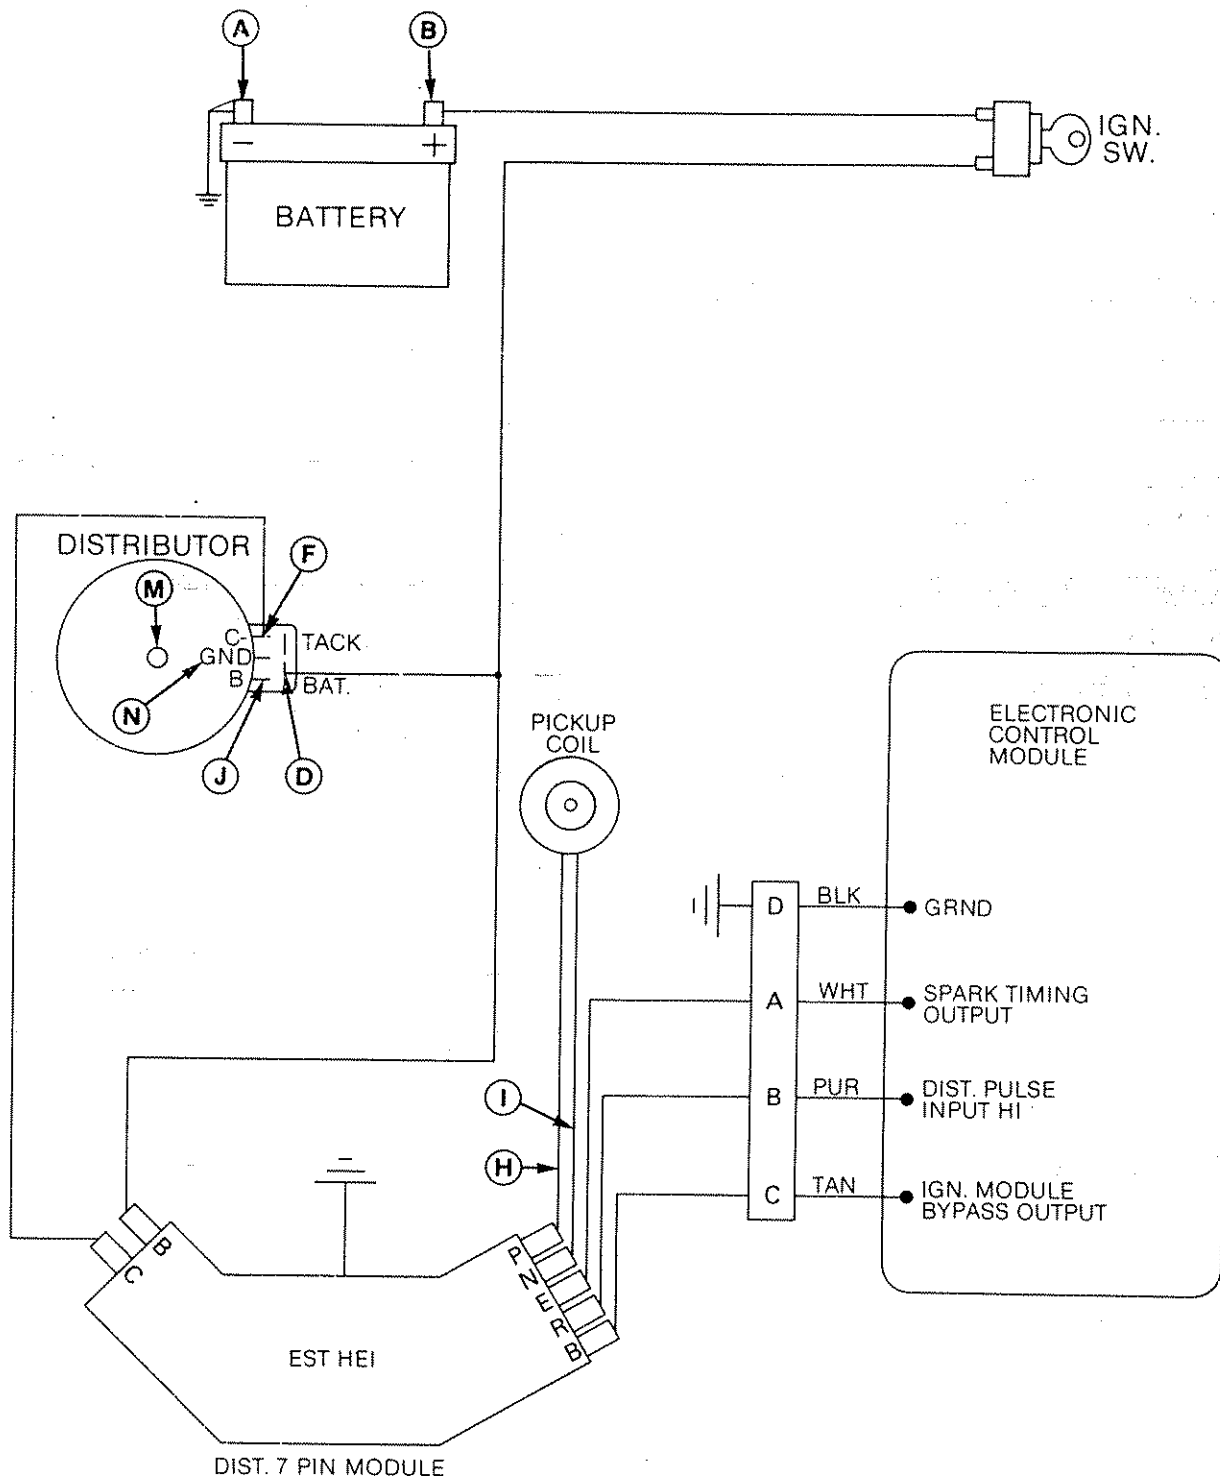 A
B
−
+
BATTERY
IGN.
SW.
DISTRIBUTOR
F
M
C-
TACK
GND
B
BAT.
N
J
D
PICKUP
COIL
ELECTRONIC
CONTROL
MODULE
D
BLK
GRND
A
WHT
SPARK TIMING
OUTPUT
B
PUR
DIST. PULSE
INPUT HI
C
TAN
IGN. MODULE
BYPASS OUTPUT
I
H
B
C
P
N
E
R
B
EST HEI
DIST. 7 PIN MODULE